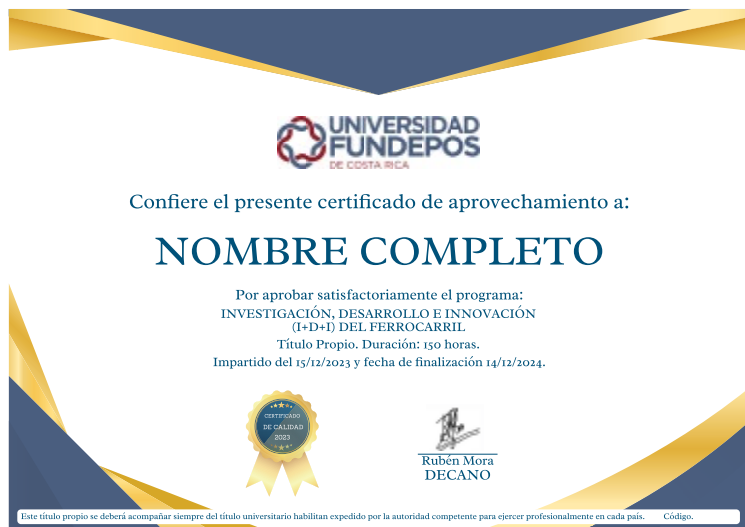 UNIVERSIDAD
FUNDEPOS
DE COSTA RICA
Confiere el presente certificado de aprovechamiento a:
NOMBRE COMPLETO
Por aprobar satisfactoriamente el programa:
INVESTIGACIÓN, DESARROLLO E INNOVACIÓN
(I+D+I) DEL FERROCARRIL
Título Propio. Duración: 150 horas.
Impartido del 15/12/2023 y fecha de finalización 14/12/2024.
CERTIFICADO
DE CALIDAD
2023
Rubén Mora
DECANO
Este título propio se deberá acompañar siempre del título universitario habilitan expedido por la autoridad competente para ejercer profesionalmente en cada país. Código.